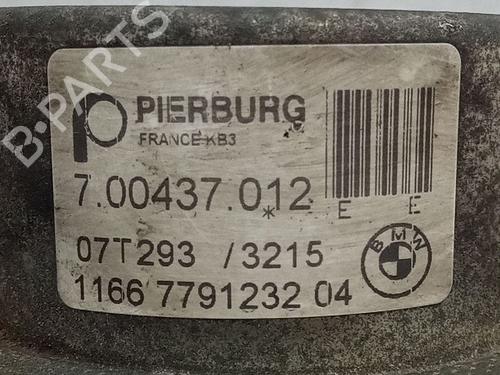 B-PARTS
PIERBURG
FRANCE KB3
7.00437.012
*
E E
07T293 /3215
BMW
1166 7791232 04